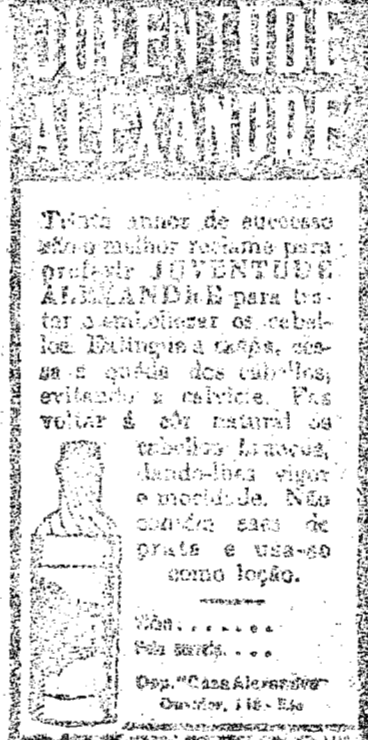 JUVENTUDE
ALEXANDRE
Trinta annos de successo
são o melhor reclame para
preferir JUVENTUDE
ALEXANDRE para tra-
tar e embellezar os cabel-
los. Extingue a caspa, ces-
sa a quéda dos cabellos,
evitando a calvicie. Faz
voltar á côr natural os
cabellos brancos,
dando-lhes vigor
e mocidade. Não
contém saes de
prata e usa-se
como loção.
Pelo correio. . . .
Dep. "Casa Alexandre"
Ouvidor, 148 - Rio